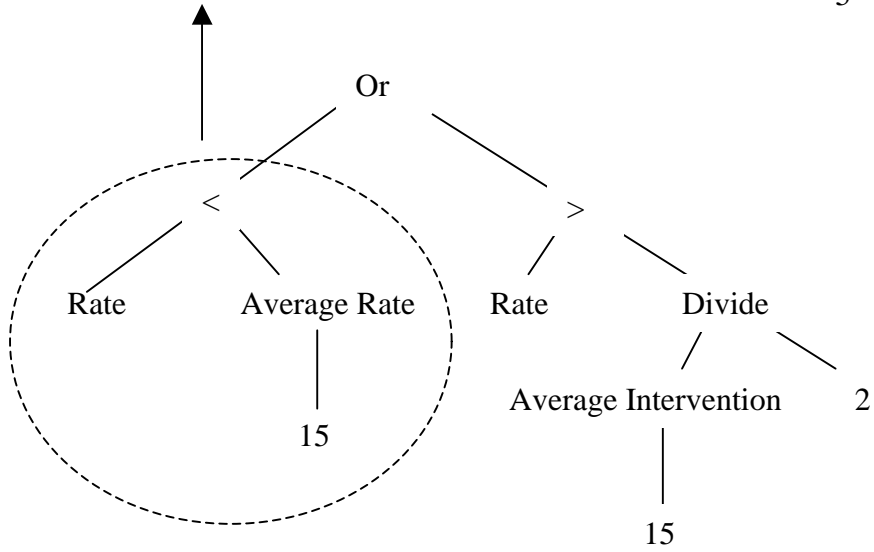 Or
<
>
Rate
Average Rate
Rate
Divide
Average Intervention
2
15
15